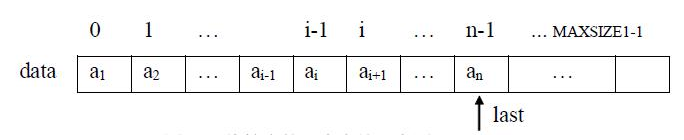 0 1 … i-1 i … n-1 … MAXSIZE1-1
data a1 a2 … ai-1 ai ai+1 … an …
last